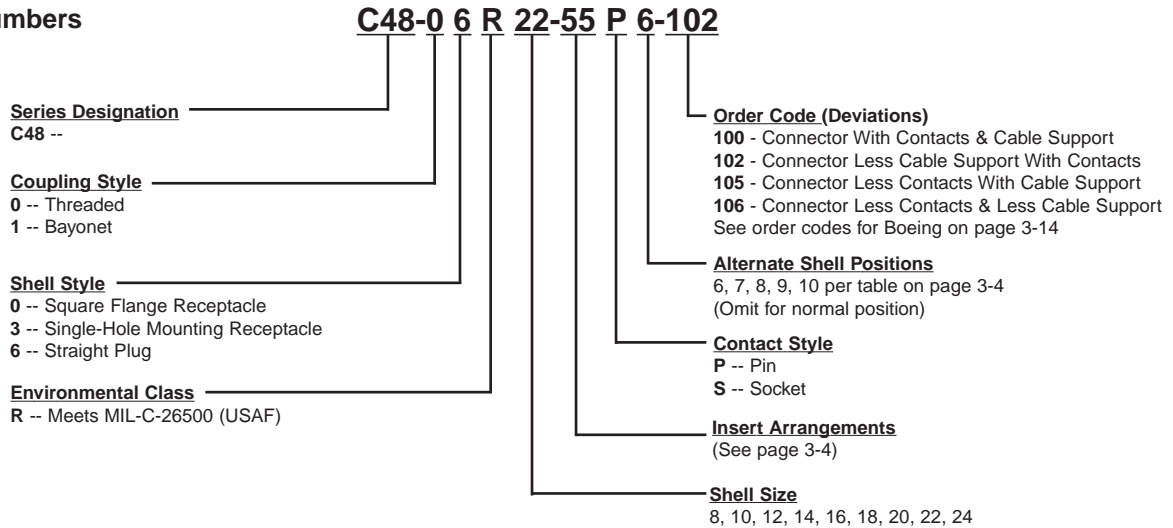 C48-0 6 R 22-55 P 6-102
Series Designation
C48 --
Coupling Style
0 -- Threaded
1 -- Bayonet
Shell Style
0 -- Square Flange Receptacle
3 -- Single-Hole Mounting Receptacle
6 -- Straight Plug
Environmental Class
R -- Meets MIL-C-26500 (USAF)
Order Code (Deviations)
100 - Connector With Contacts & Cable Support
102 - Connector Less Cable Support With Contacts
105 - Connector Less Contacts With Cable Support
106 - Connector Less Contacts & Less Cable Support
See order codes for Boeing on page 3-14
Alternate Shell Positions
6, 7, 8, 9, 10 per table on page 3-4
(Omit for normal position)
Contact Style
P -- Pin
S -- Socket
Insert Arrangements
(See page 3-4)
Shell Size
8, 10, 12, 14, 16, 18, 20, 22, 24